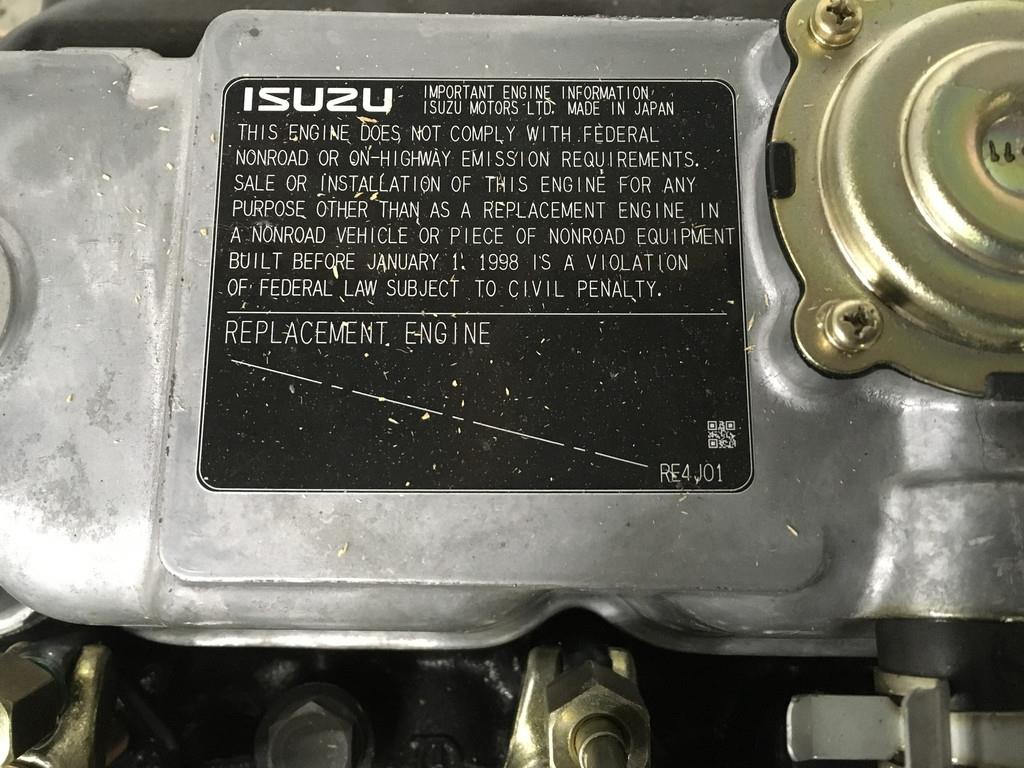 ISUZU
IMPORTANT ENGINE INFORMATION
ISUZU MOTORS LTD. MADE IN JAPAN
THIS ENGINE DOES NOT COMPLY WITH FEDERAL
NONROAD OR ON-HIGHWAY EMISSION REQUIREMENTS.
SALE OR INSTALLATION OF THIS ENGINE FOR ANY
PURPOSE OTHER THAN AS A REPLACEMENT ENGINE IN
A NONROAD VEHICLE OR PIECE OF NONROAD EQUIPMENT
BUILT BEFORE JANUARY 1, 1998 IS A VIOLATION
OF FEDERAL LAW SUBJECT TO CIVIL PENALTY.
REPLACEMENT ENGINE
RE4J01